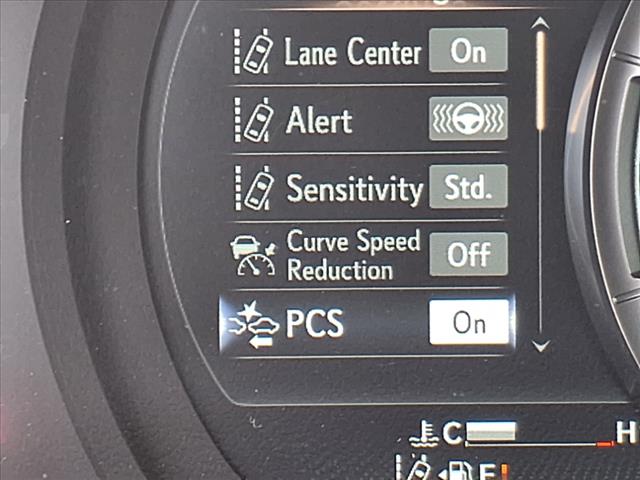 Lane Center On
Alert
Sensitivity Std.
Curve Speed
Reduction Off
PCS On
C H
E